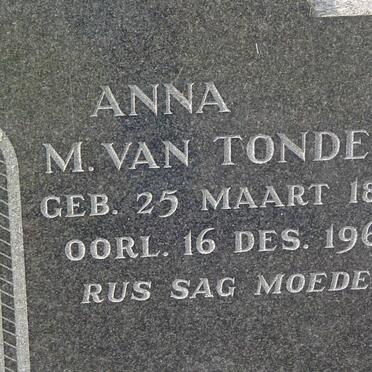 ANNA
M. VAN TONDE
GEB. 25 MAART 18
OORL. 16 DES. 196
RUS SAG MOEDE